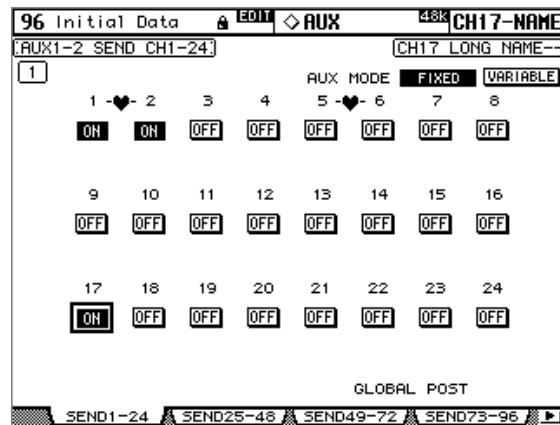 96 Initial Data EDIT ◇AUX 48K CH17-NAME
AUX1-2 SEND CH1-24 CH17 LONG NAME--
1 AUX MODE FIXED VARIABLE
1 -♥- 2 3 4 5 -♥- 6 7 8
ON ON OFF OFF OFF OFF OFF OFF
9 10 11 12 13 14 15 16
OFF OFF OFF OFF OFF OFF OFF OFF
17 18 19 20 21 22 23 24
ON OFF OFF OFF OFF OFF OFF OFF
GLOBAL POST
SEND1-24 SEND25-48 SEND49-72 SEND73-96